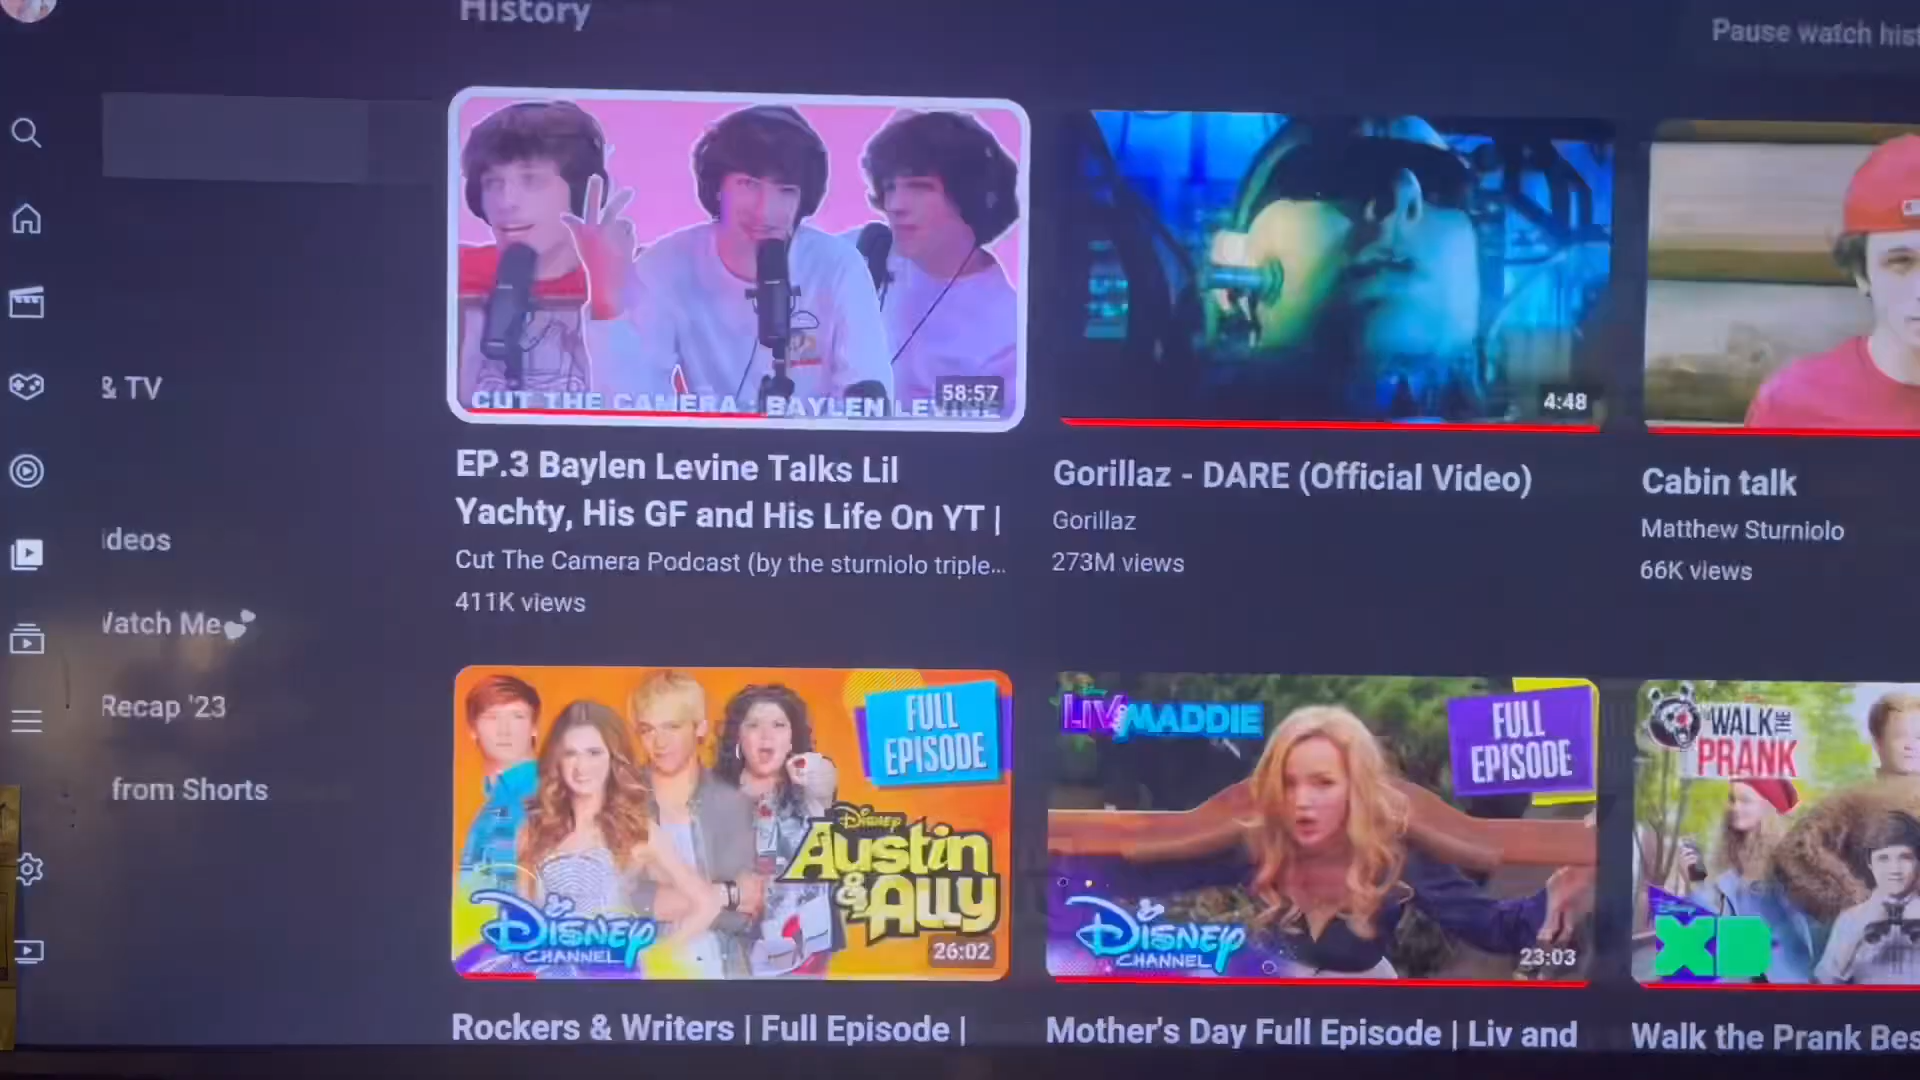 History
Pause watch hist
& TV
ideos
Watch Me💕
Recap '23
from Shorts
CUT THE CAMERA : BAYLEN LEVINE
58:57
EP.3 Baylen Levine Talks Lil
Yachty, His GF and His Life On YT |
Cut The Camera Podcast (by the sturniolo triple...
411K views
4:48
Gorillaz - DARE (Official Video)
Gorillaz
273M views
Cabin talk
Matthew Sturniolo
66K views
FULL
EPISODE
Disney
Austin
& Ally
Disney
CHANNEL
26:02
Rockers & Writers | Full Episode |
Disney
LIV and MADDIE
FULL
EPISODE
Disney
CHANNEL
23:03
Mother's Day Full Episode | Liv and
WALK THE
PRANK
XD
Walk the Prank Bes